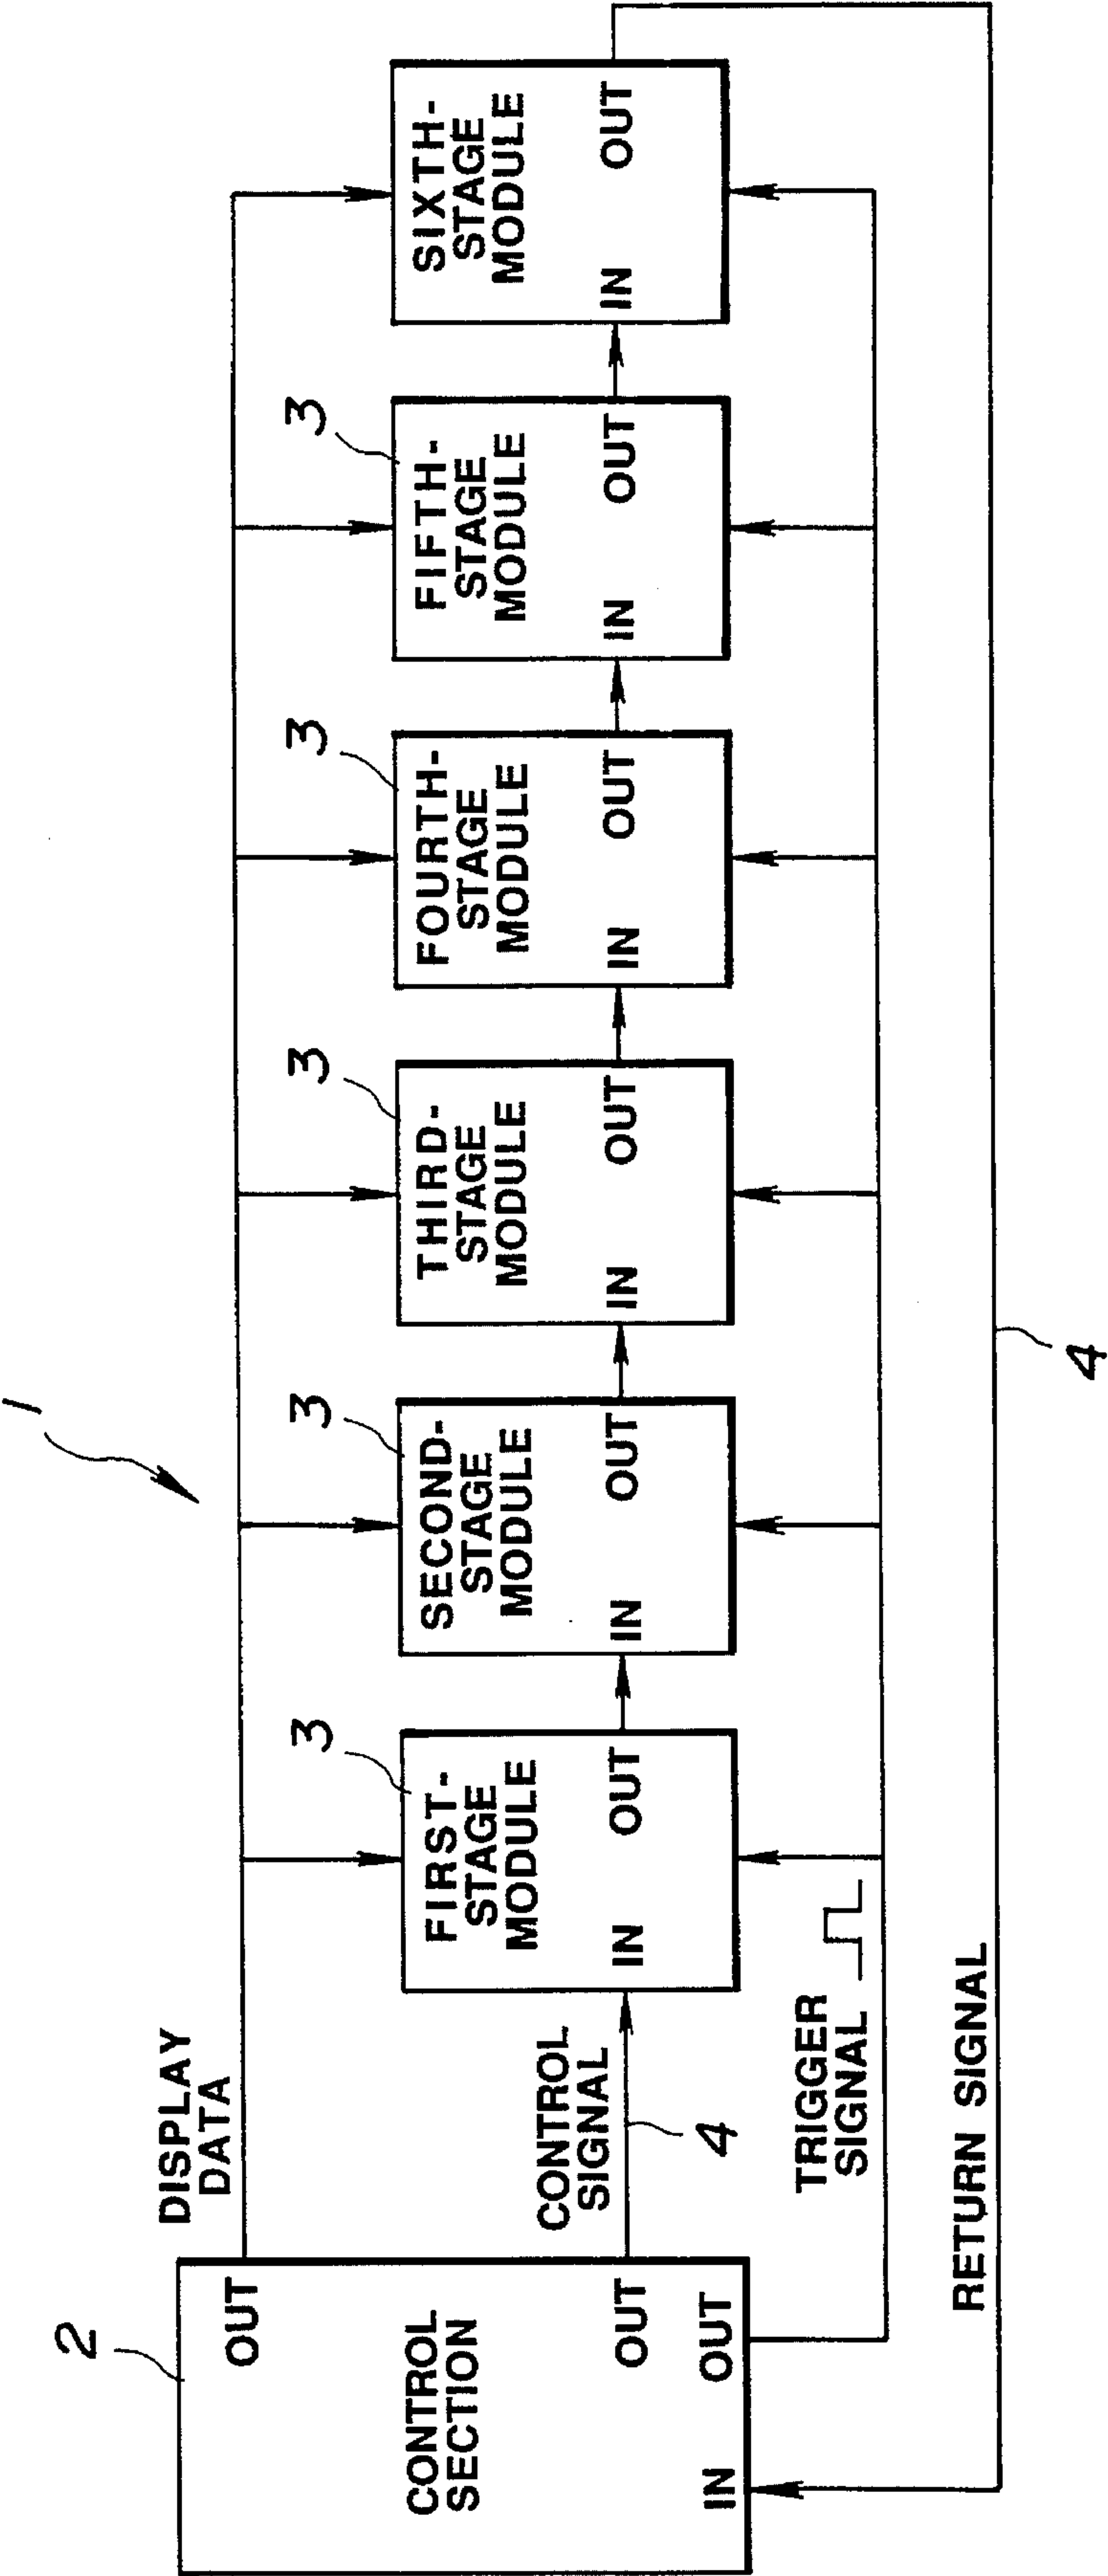 1
2
OUT
CONTROL
SECTION
OUT
OUT
IN
DISPLAY
DATA
CONTROL
SIGNAL
4
TRIGGER
SIGNAL
RETURN SIGNAL
4
3
FIRST-
STAGE
MODULE
IN
OUT
3
SECOND-
STAGE
MODULE
IN
OUT
3
THIRD-
STAGE
MODULE
IN
OUT
3
FOURTH-
STAGE
MODULE
IN
OUT
3
FIFTH-
STAGE
MODULE
IN
OUT
SIXTH-
STAGE
MODULE
IN
OUT